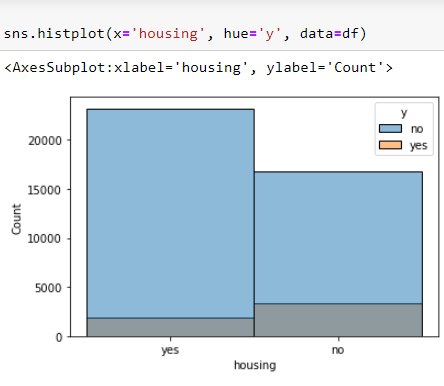 sns.histplot(x='housing', hue='y', data=df)
<AxesSubplot:xlabel='housing', ylabel='Count'>
y
no
yes
20000
15000
10000
5000
0
Count
yes no
housing